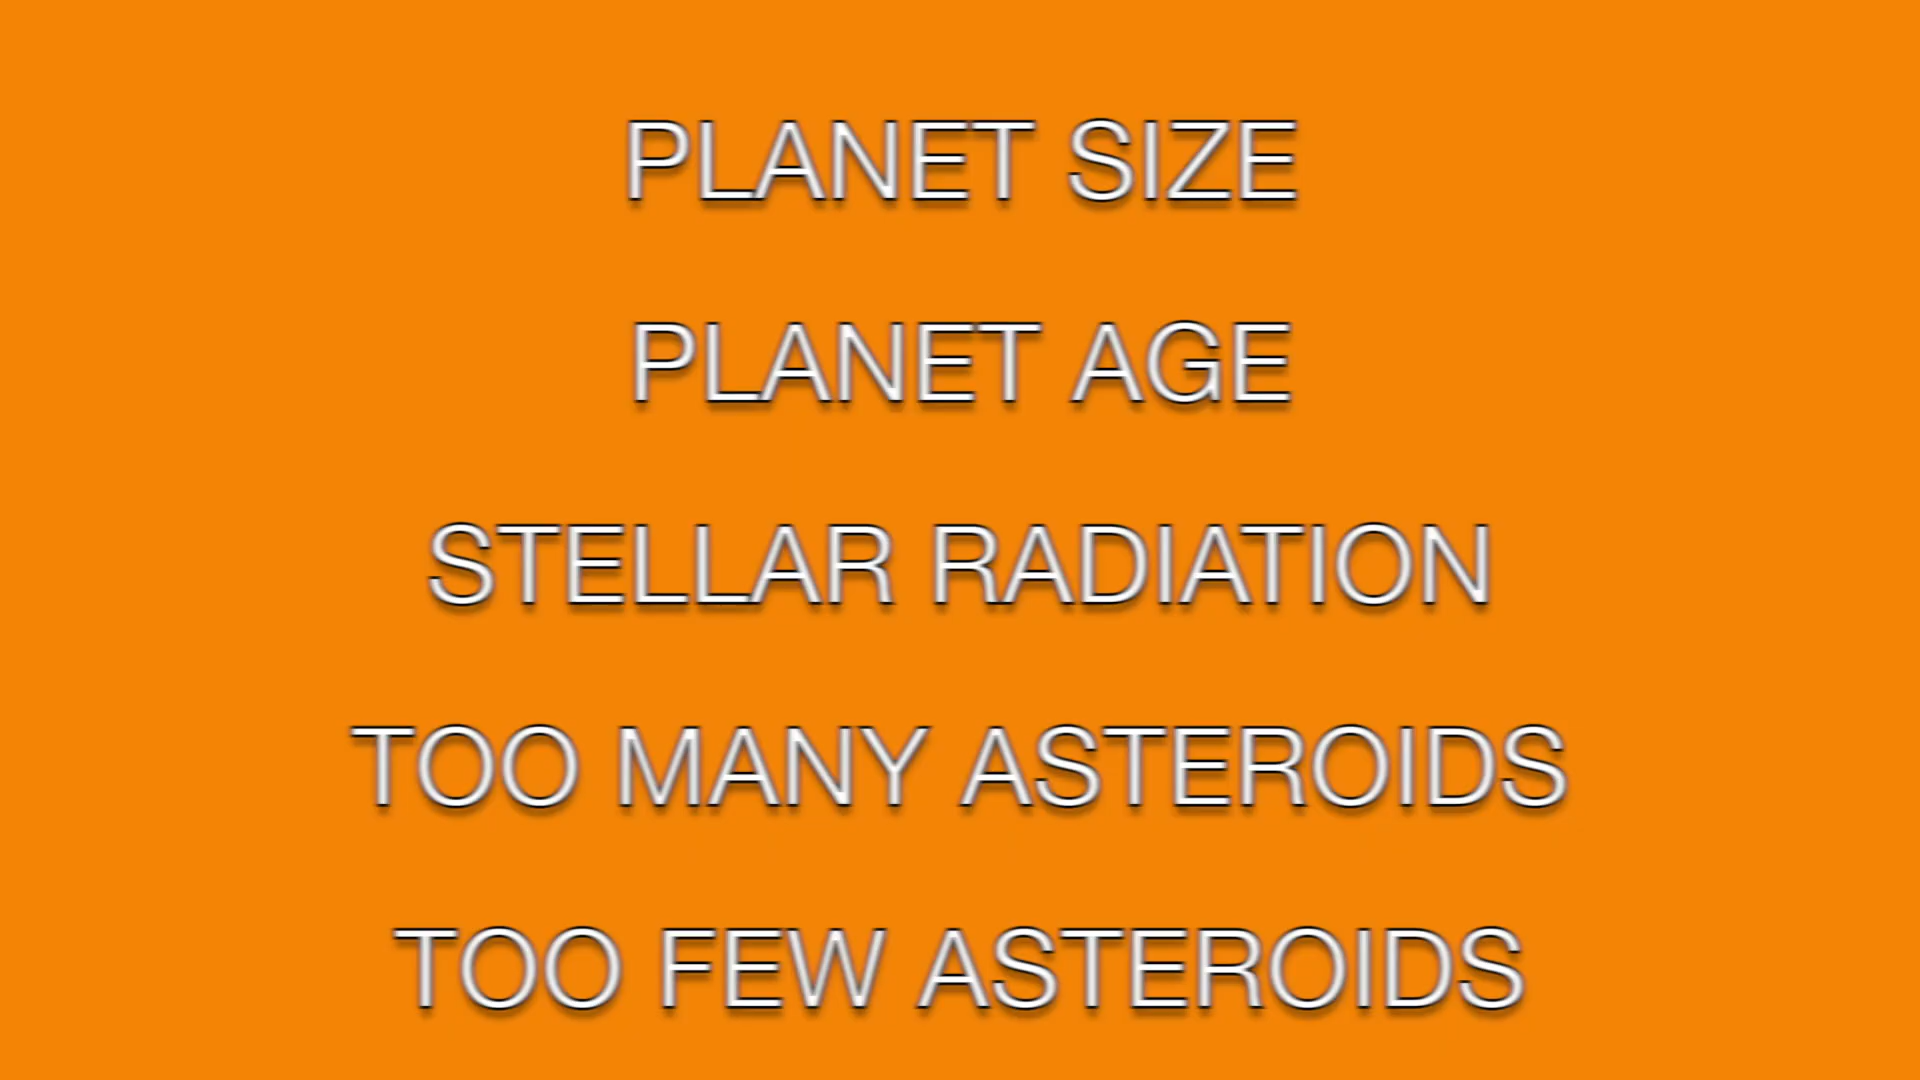 PLANET SIZE
PLANET AGE
STELLAR RADIATION
TOO MANY ASTEROIDS
TOO FEW ASTEROIDS